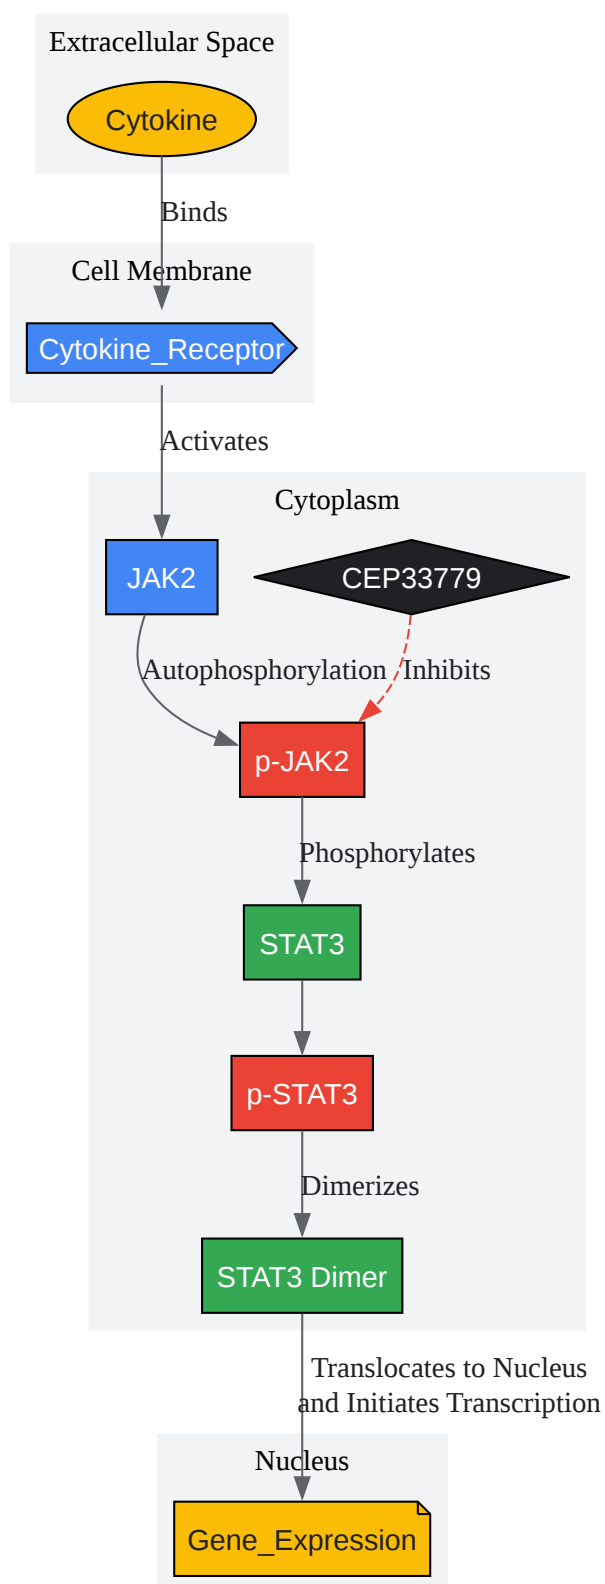 Extracellular Space
Cytokine
Binds
Cell Membrane
Cytokine_Receptor
Activates
Cytoplasm
JAK2
CEP33779
Autophosphorylation
Inhibits
p-JAK2
Phosphorylates
STAT3
p-STAT3
Dimerizes
STAT3 Dimer
Translocates to Nucleus
and Initiates Transcription
Nucleus
Gene_Expression